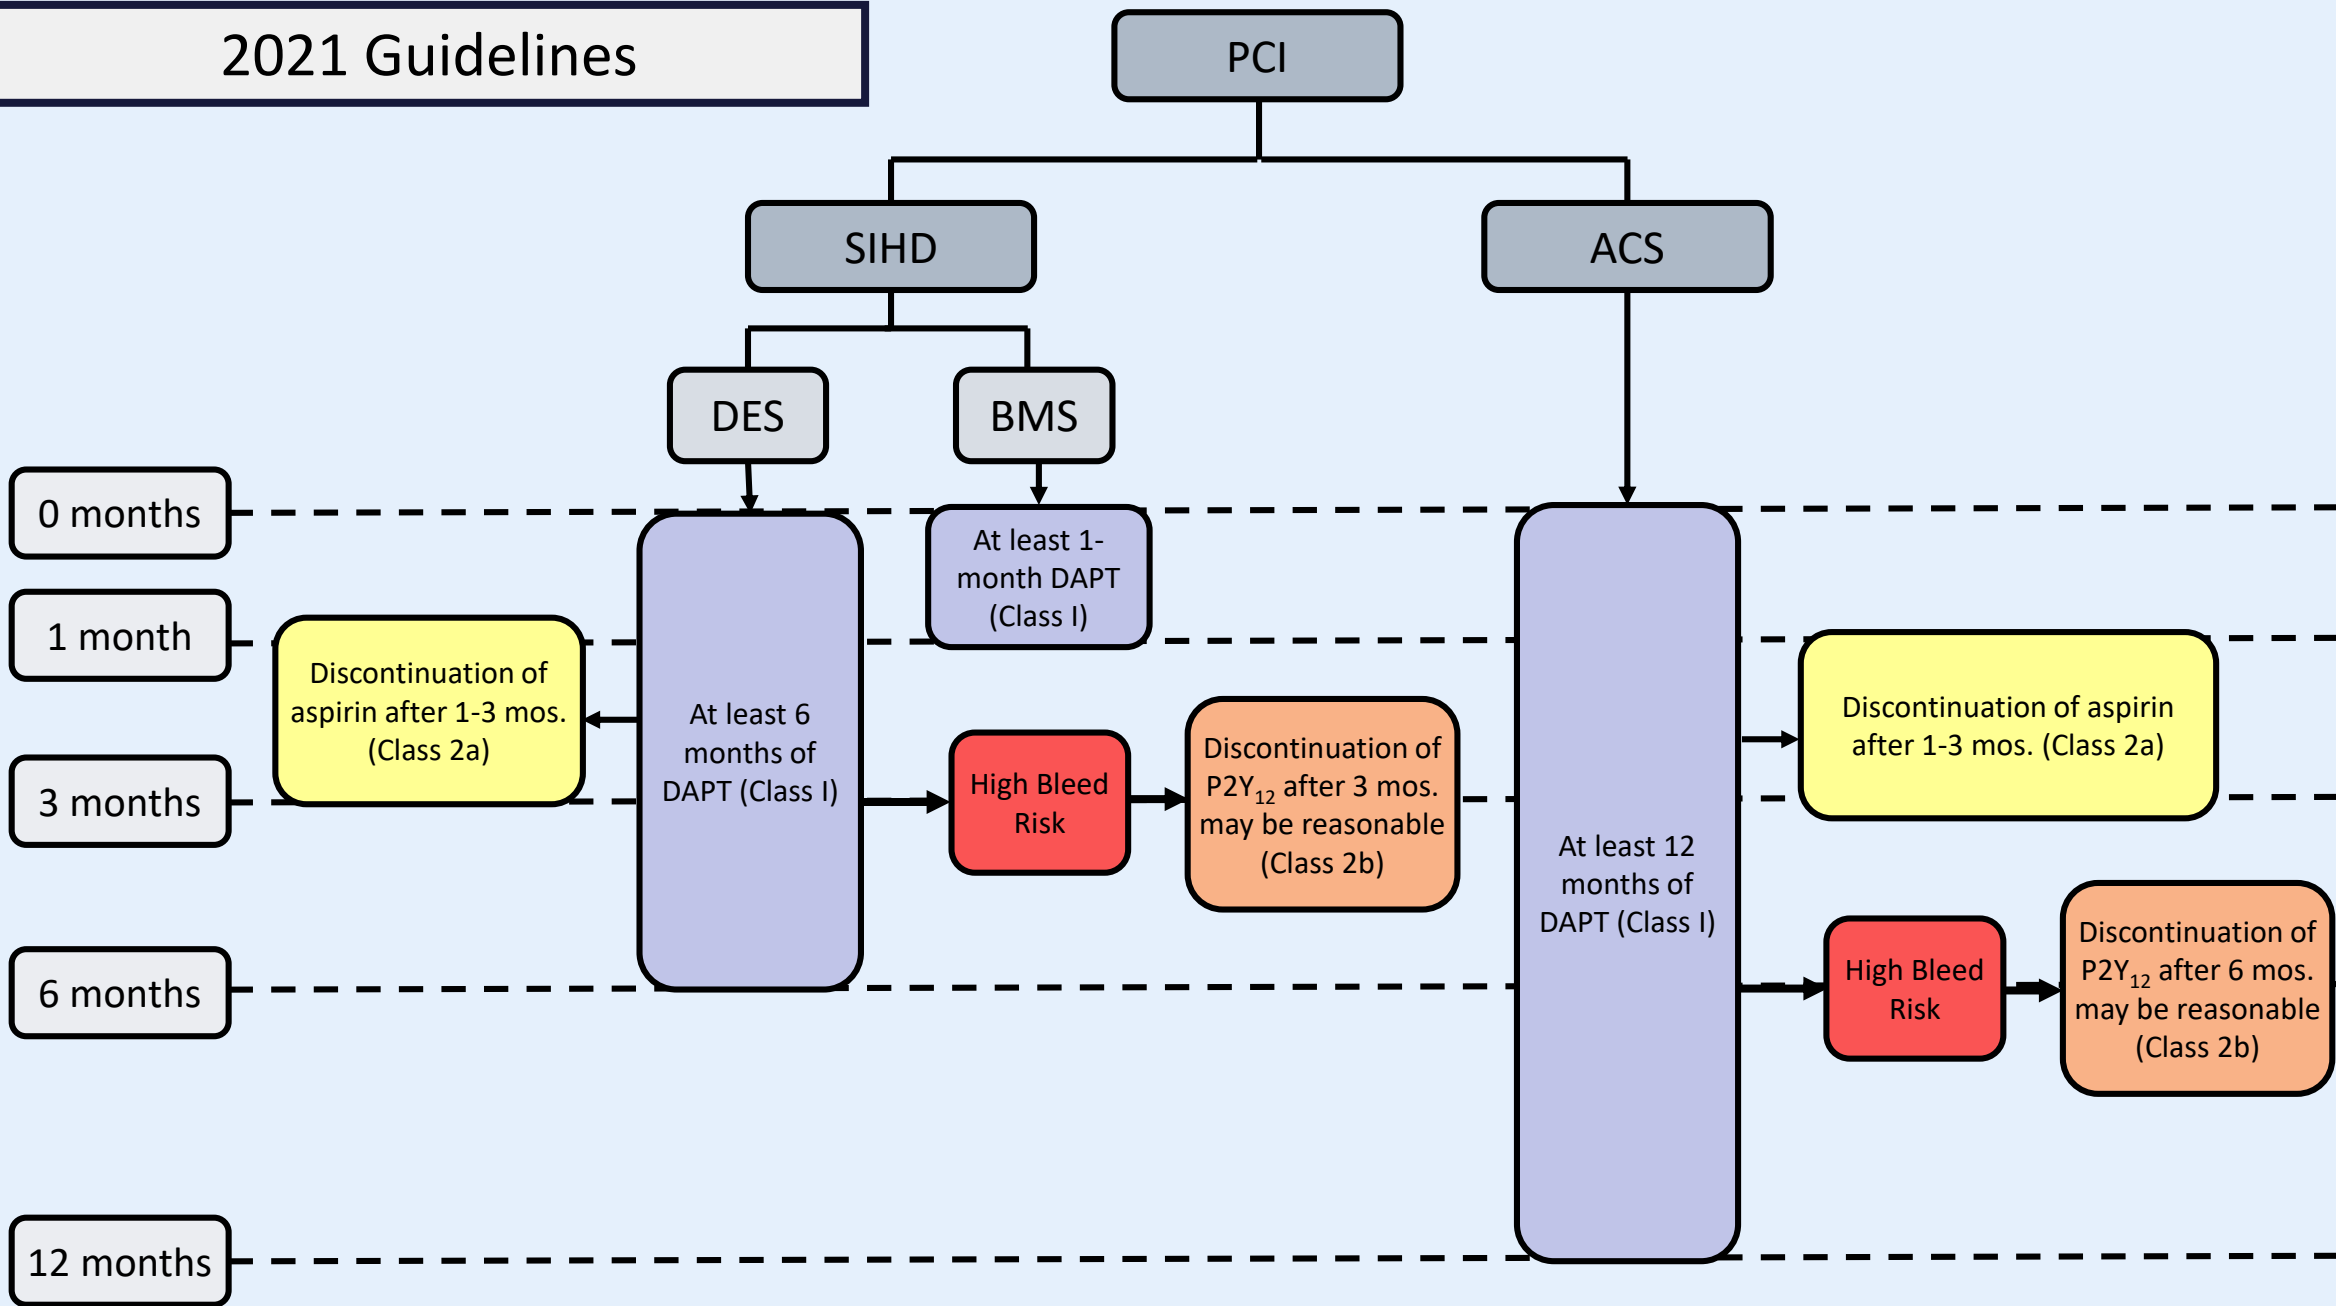 2021 Guidelines
PCI
SIHD
ACS
DES
BMS
0 months
1 month
3 months
6 months
12 months
Discontinuation of
aspirin after 1-3 mos.
(Class 2a)
At least 6
months of
DAPT (Class I)
At least 1-
month DAPT
(Class I)
High Bleed
Risk
Discontinuation of
P2Y₁₂ after 3 mos.
may be reasonable
(Class 2b)
At least 12
months of
DAPT (Class I)
Discontinuation of aspirin
after 1-3 mos. (Class 2a)
High Bleed
Risk
Discontinuation of
P2Y₁₂ after 6 mos.
may be reasonable
(Class 2b)